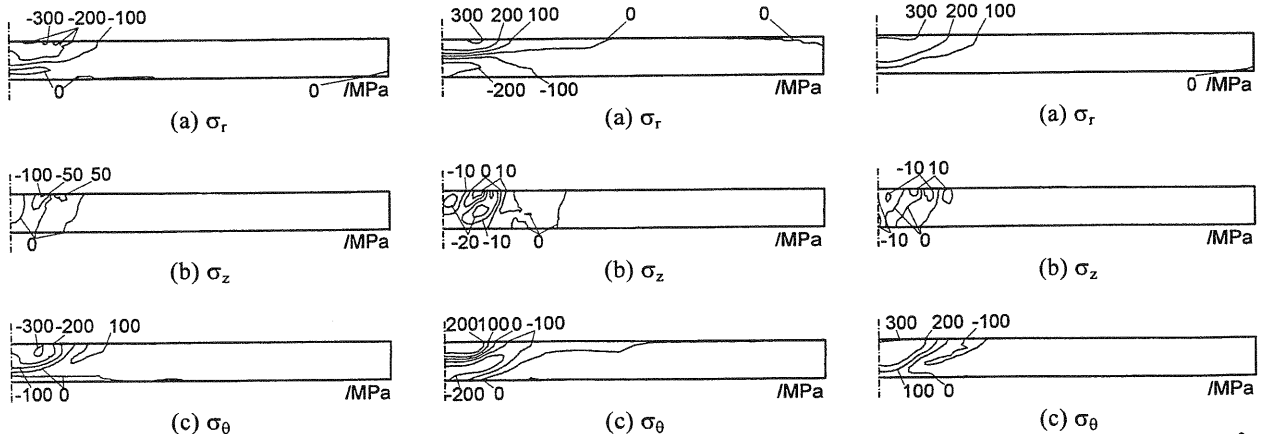 -300 -200 -100
0 0 /MPa
(a) σr
-100 -50 50
0 /MPa
(b) σz
-300 -200 100
-100 0 /MPa
(c) σθ
300 200 100 0 0
-200 -100 /MPa
(a) σr
-10 0 10
-20 -10 0 /MPa
(b) σz
200 100 0 -100
-200 0 /MPa
(c) σθ
300 200 100
0 /MPa
(a) σr
-10 10
-10 0 /MPa
(b) σz
300 200 -100
100 0 /MPa
(c) σθ